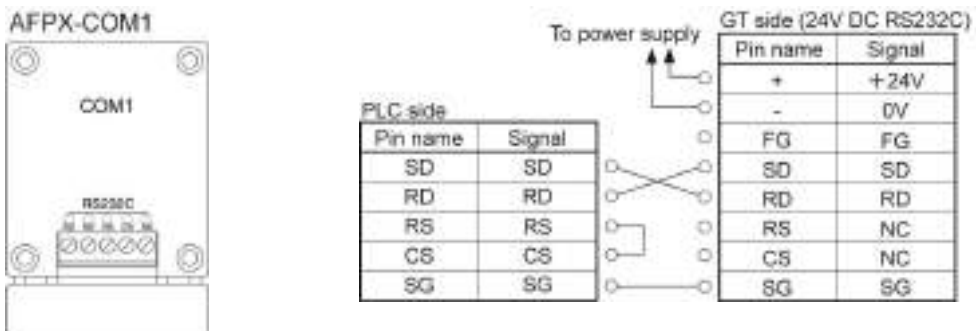 AFPX-COM1
COM1
RS232C
To power supply
GT side (24V DC RS232C)
Pin name Signal
+ +24V
- 0V
FG FG
SD SD
RD RD
RS NC
CS NC
SG SG
PLC side
Pin name Signal
SD SD
RD RD
RS RS
CS CS
SG SG